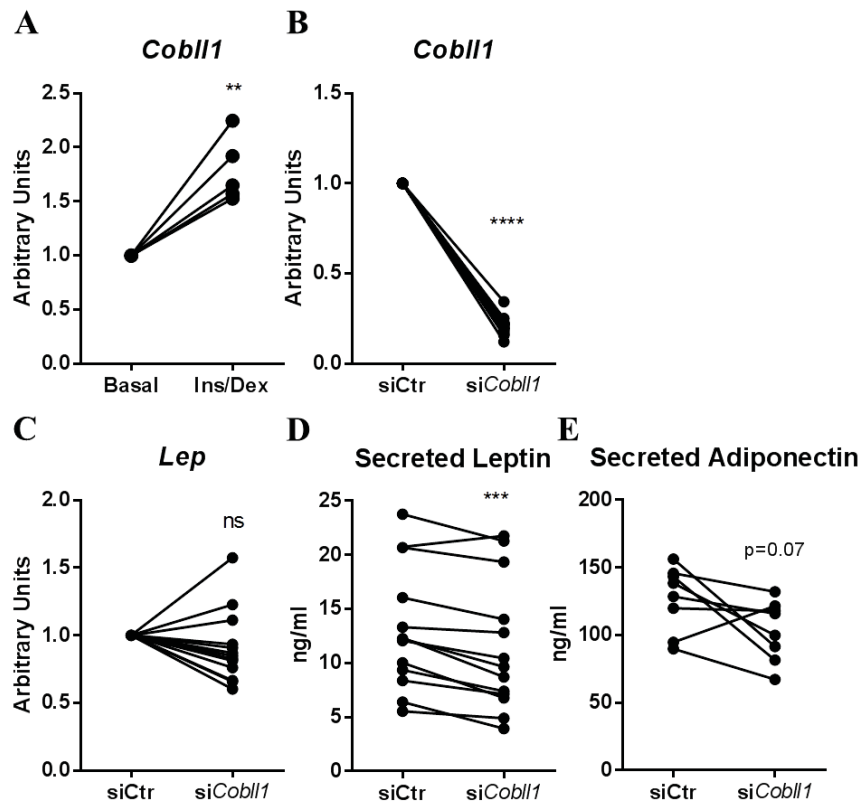 A
Cobll1
**
Arbitrary Units
2.5
2.0
1.5
1.0
0.5
0.0
Basal
Ins/Dex
B
Cobll1
****
Arbitrary Units
1.5
1.0
0.5
0.0
siCtr
siCobll1
C
Lep
ns
Arbitrary Units
2.0
1.5
1.0
0.5
0.0
siCtr
siCobll1
D
Secreted Leptin
***
ng/ml
25
20
15
10
5
0
siCtr
siCobll1
E
Secreted Adiponectin
p=0.07
ng/ml
200
150
100
50
0
siCtr
siCobll1